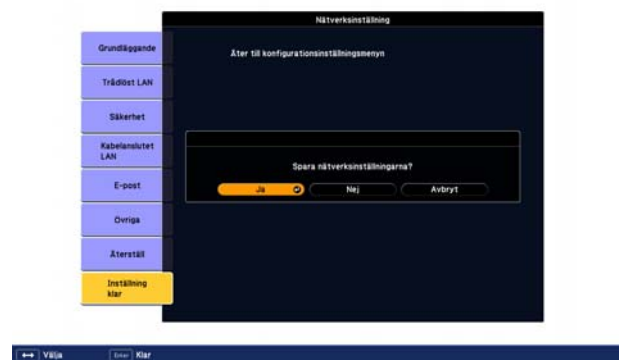 Nätverksinställning
Grundläggande
Åter till konfigurationsinställningsmenyn
Trådlöst LAN
Säkerhet
Kabelanslutet
LAN
Spara nätverksinställningarna?
Ja Nej Avbryt
E-post
Övriga
Återställ
Inställning
klar
Välja Enter Klar